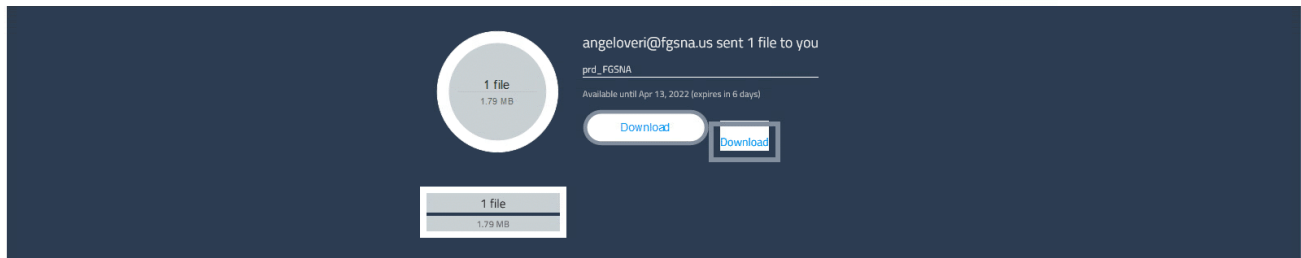 angeloveri@fgsna.us sent 1 file to you
prd_FGSNA
1 file
1.79 MB
Available until Apr 13, 2022 (expires in 6 days)
Download
Download
1 file
1.79 MB